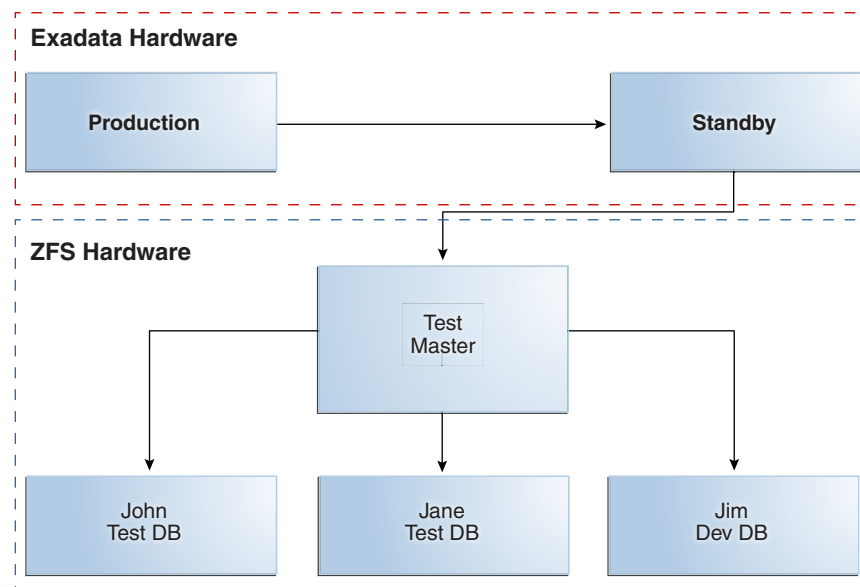 Exadata Hardware
Production
Standby
ZFS Hardware
Test
Master
John
Test DB
Jane
Test DB
Jim
Dev DB